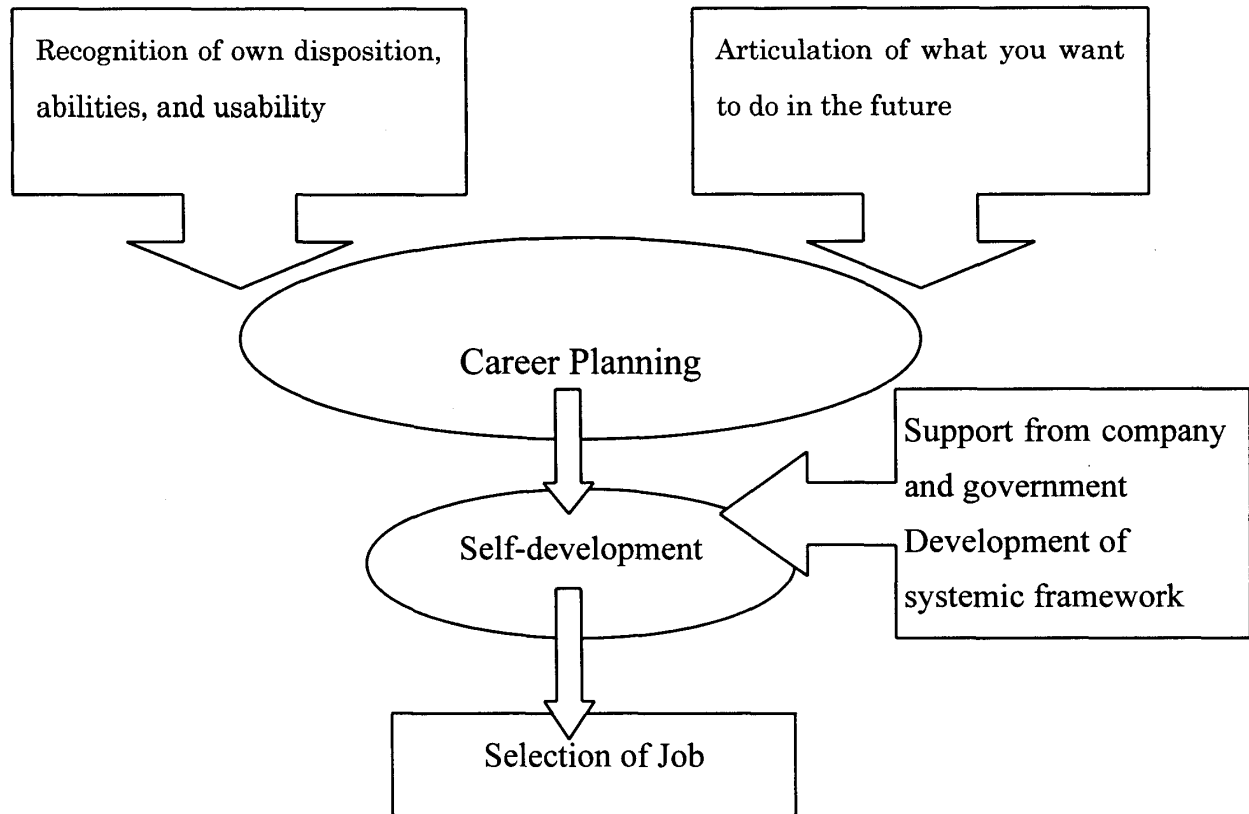 Recognition of own disposition,
abilities, and usability
Articulation of what you want
to do in the future
Career Planning
Support from company
and government
Development of
systemic framework
Self-development
Selection of Job